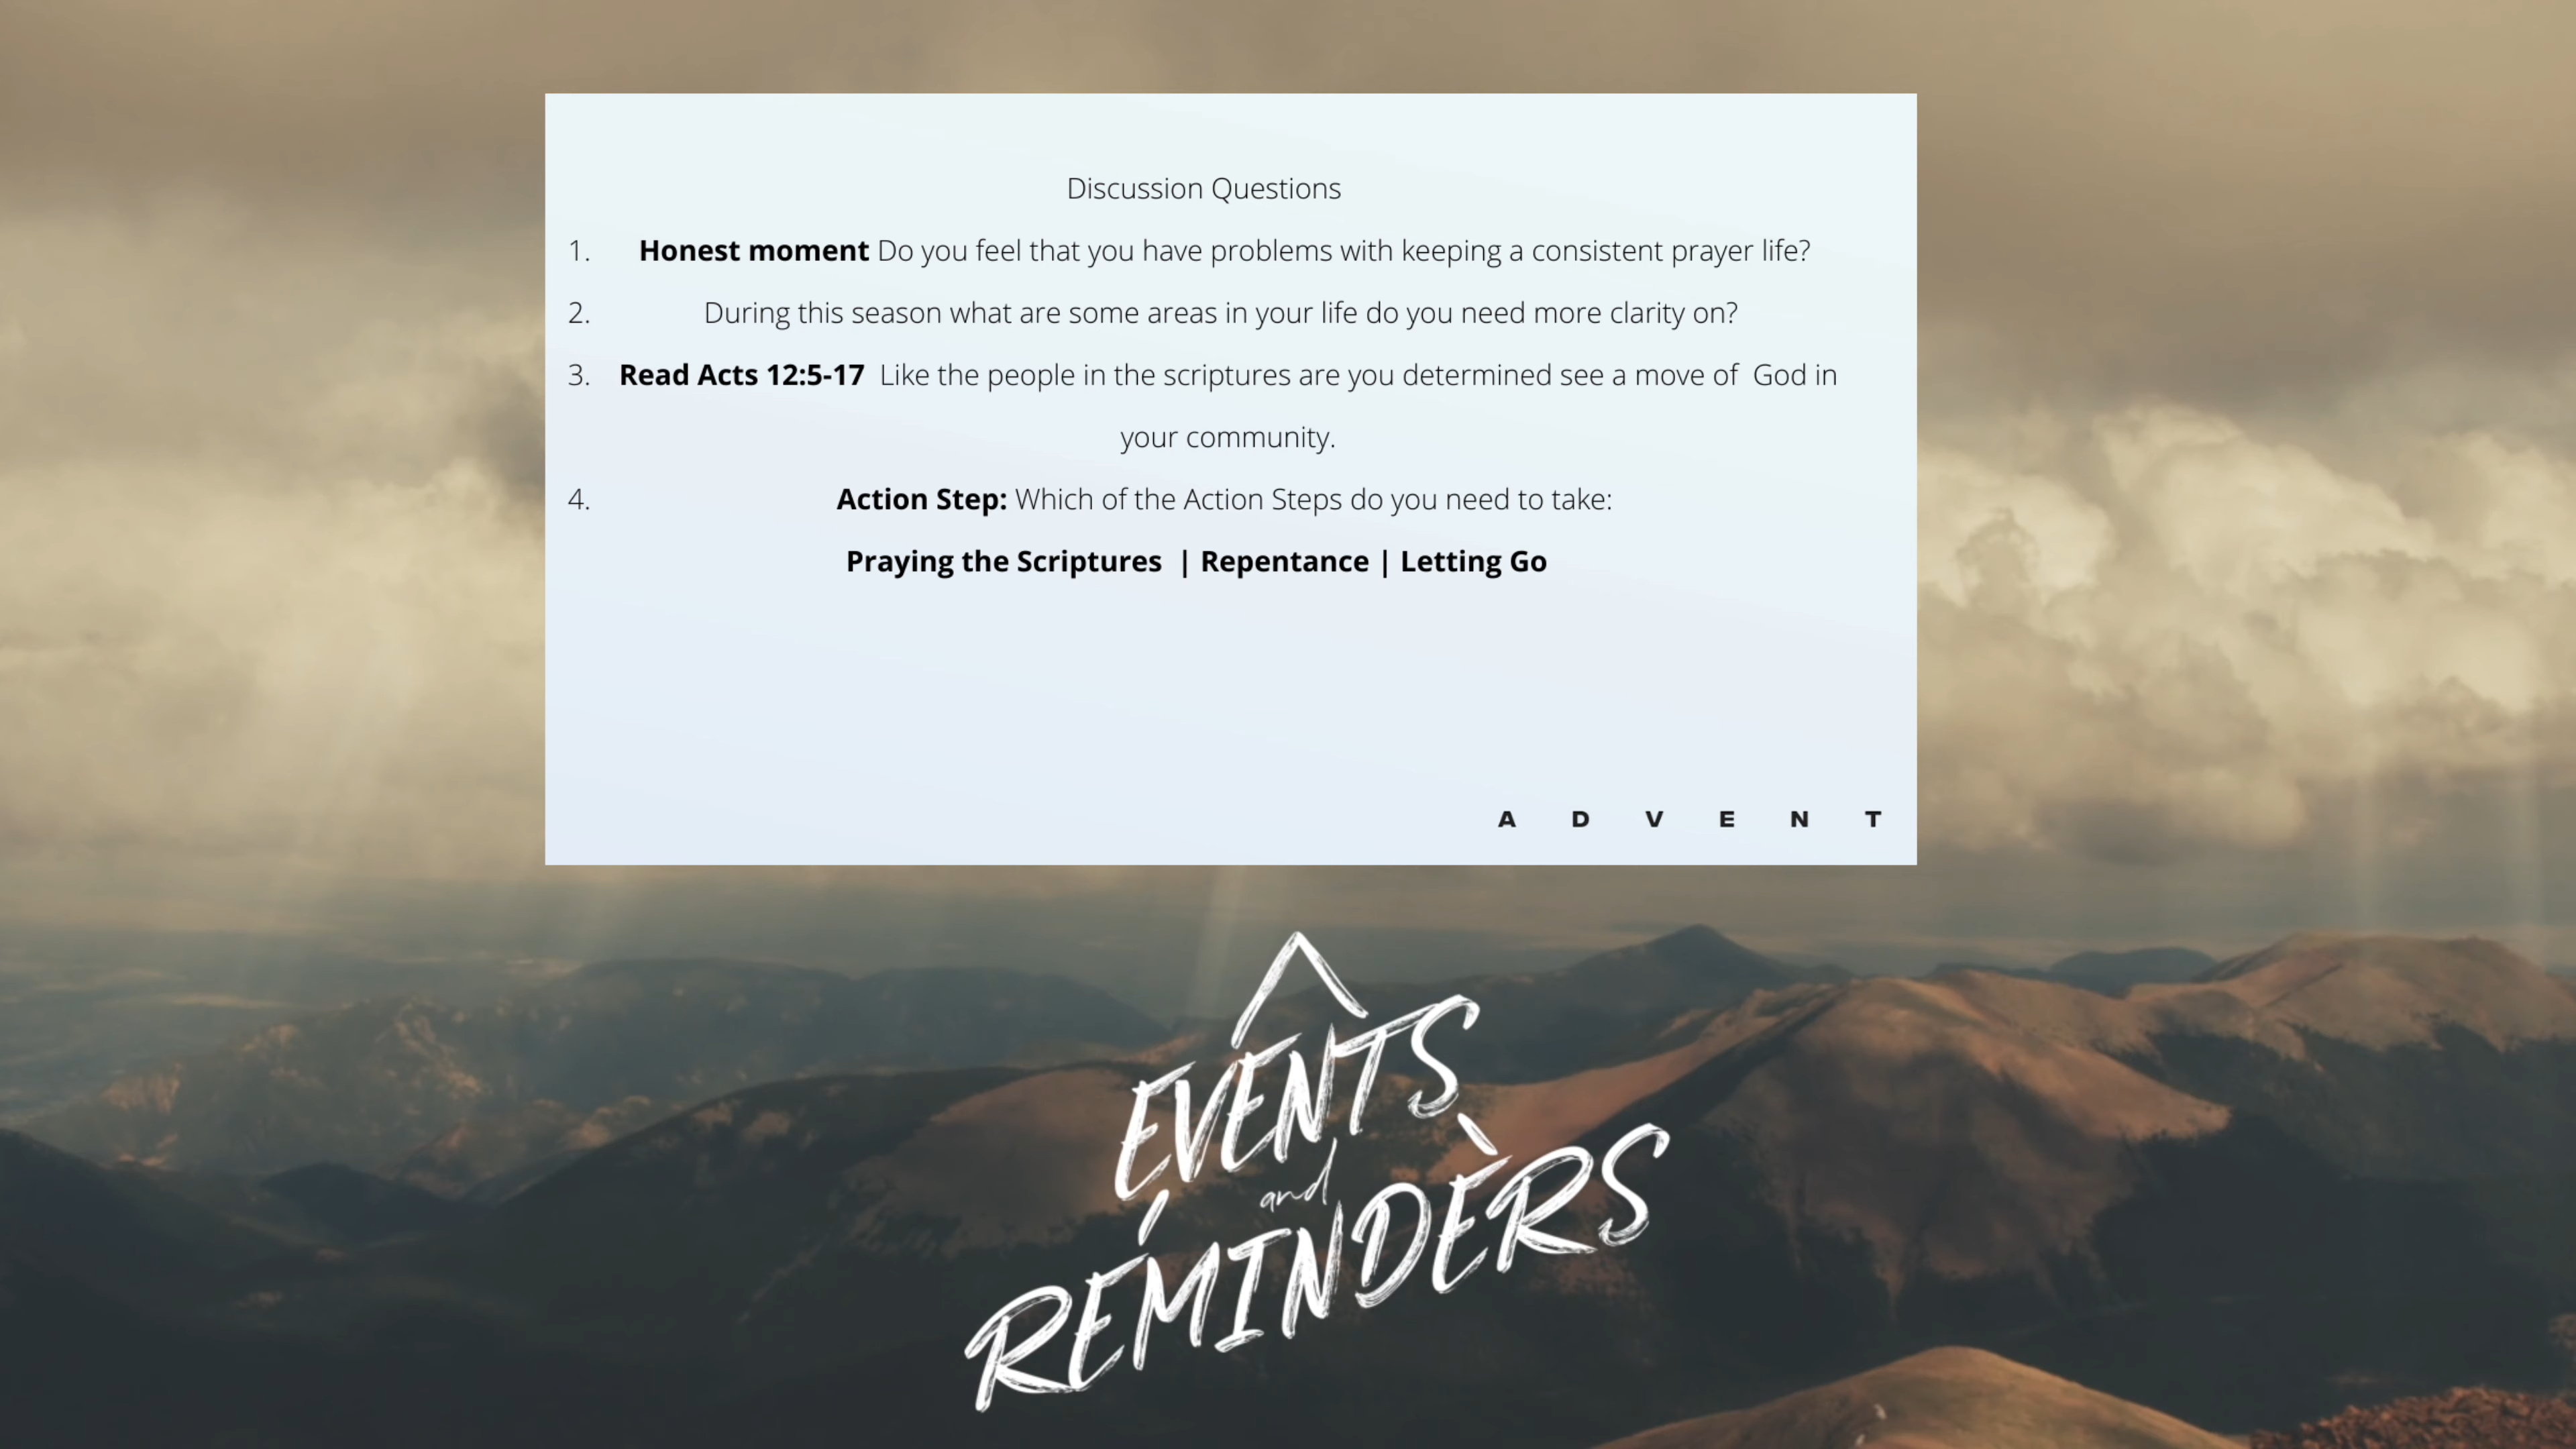 Discussion Questions
1. Honest moment Do you feel that you have problems with keeping a consistent prayer life?
2. During this season what are some areas in your life do you need more clarity on?
3. Read Acts 12:5-17  Like the people in the scriptures are you determined see a move of  God in
your community.
4. Action Step: Which of the Action Steps do you need to take:
Praying the Scriptures  | Repentance | Letting Go
A D V E N T
EVENTS
and
REMINDERS